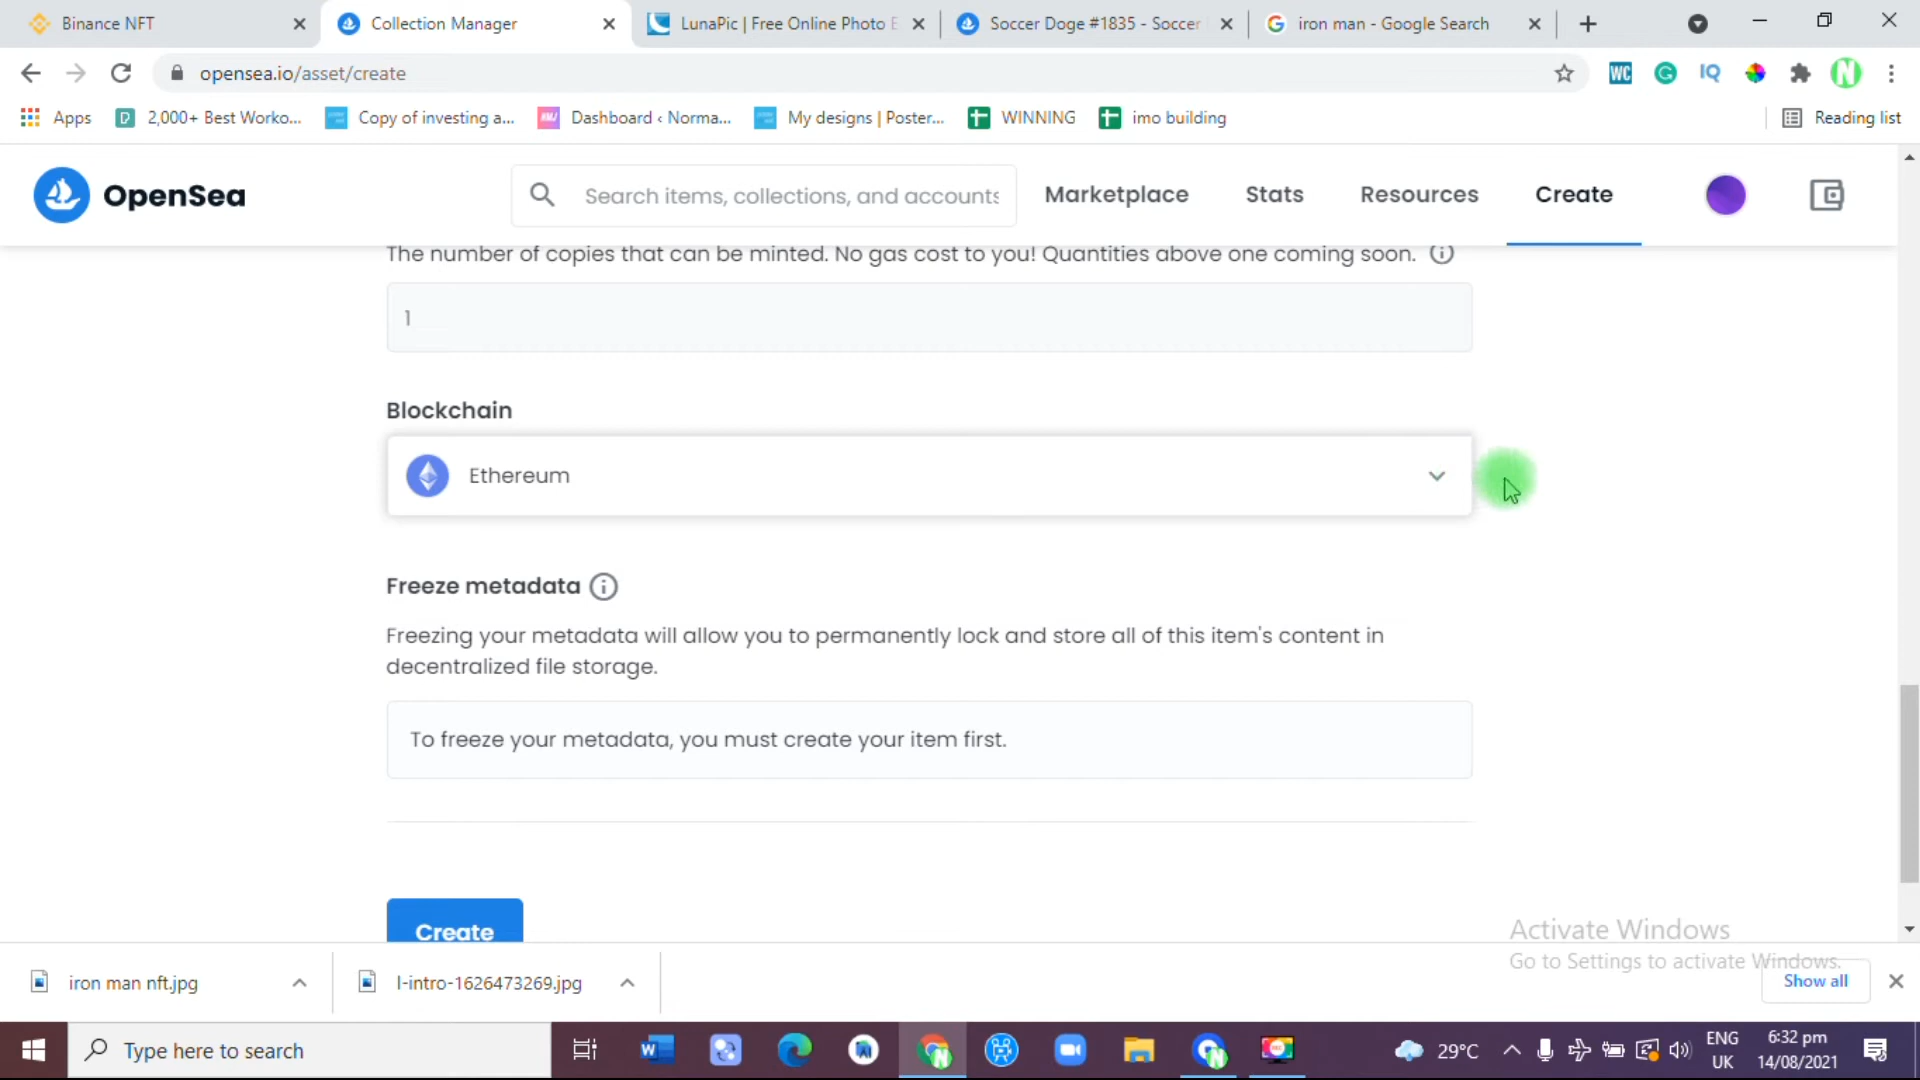 Binance NFT
Collection Manager
LunaPic | Free Online Photo E
Soccer Doge #1835 - Soccer
iron man - Google Search
opensea.io/asset/create
WC
IQ
N
Apps
2,000+ Best Worko...
Copy of investing a...
Dashboard ‹ Norma...
My designs | Poster...
WINNING
imo building
Reading list
OpenSea
Search items, collections, and accounts
Marketplace
Stats
Resources
Create
The number of copies that can be minted. No gas cost to you! Quantities above one coming soon.
1
Blockchain
Ethereum
Freeze metadata
Freezing your metadata will allow you to permanently lock and store all of this item's content in
decentralized file storage.
To freeze your metadata, you must create your item first.
Create
Activate Windows
Go to Settings to activate Windows.
iron man nft.jpg
l-intro-1626473269.jpg
Show all
Type here to search
29°C
ENG
UK
6:32 pm
14/08/2021